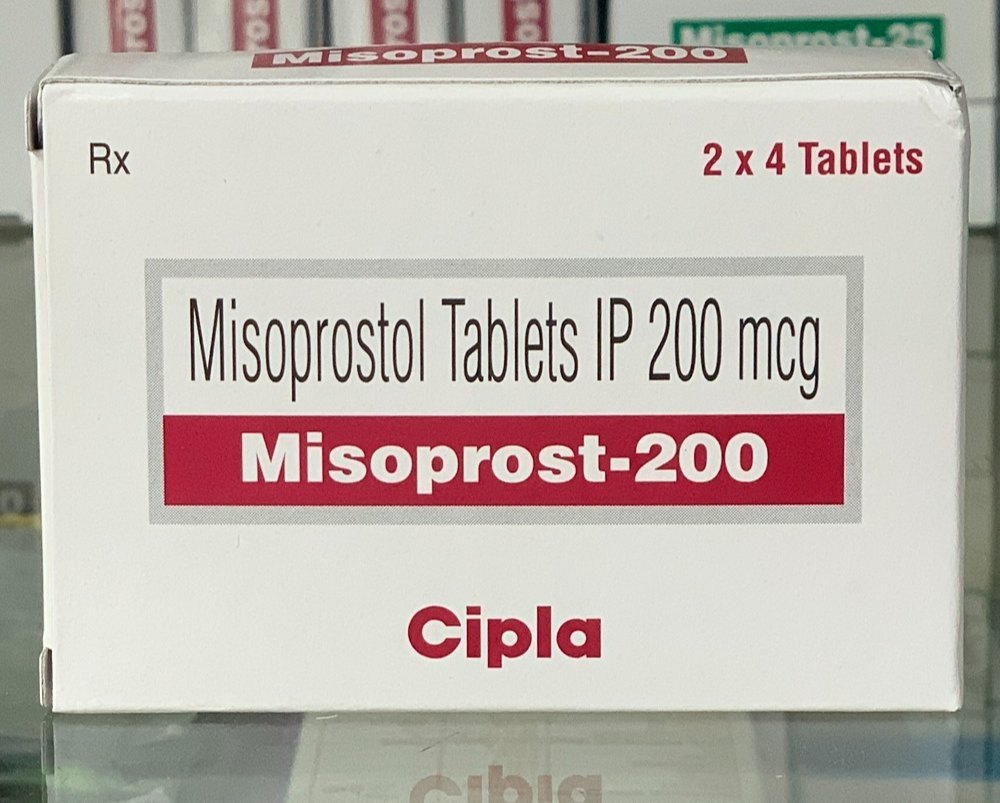 Misoprost-25
Misoprost-200
Rx
2 x 4 Tablets
Misoprostol Tablets IP 200 mcg
Misoprost-200
Cipla